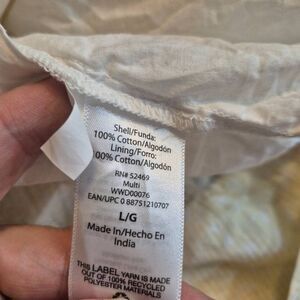 Shell/Funda:
100% Cotton/Algodón
Lining/Forro:
00% Cotton/Algodón
RN# 52469
Multi
WWD00076
EAN/UPC 0 88751210707
L/G
Made In/Hecho En
India
THIS LABEL YARN IS MADE
OUT OF 100% RECYCLED
POLYESTER MATERIALS